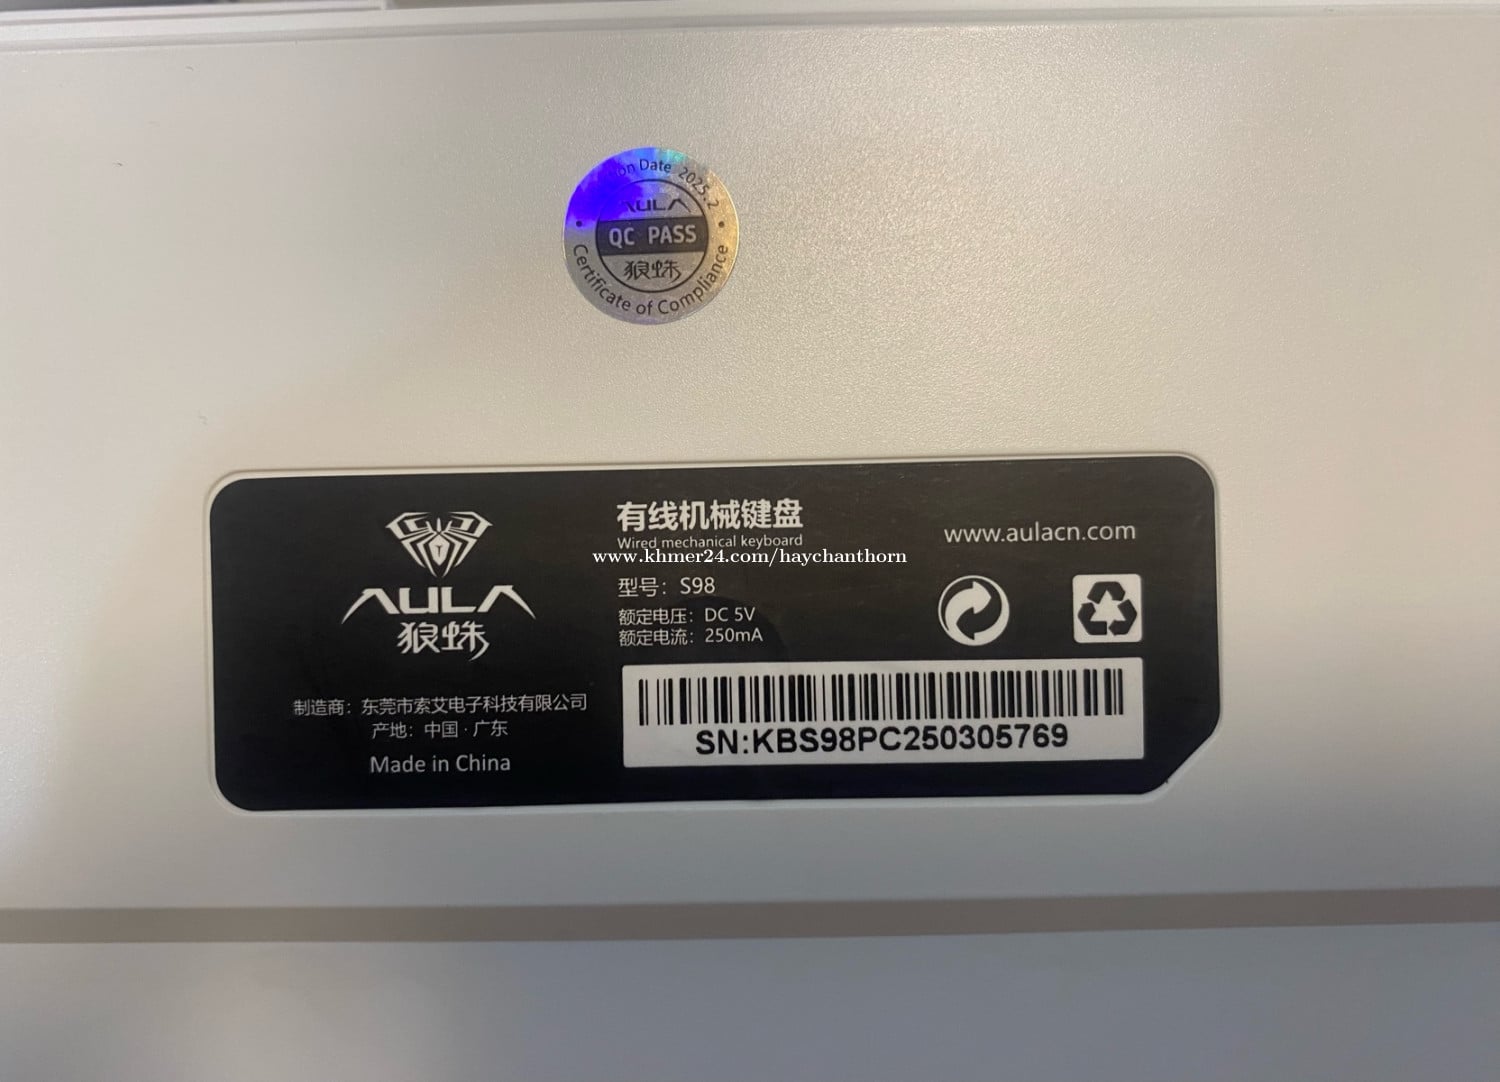 on Date 2025.2
AULA
QC PASS
狼蛛
Certificate of Compliance
AULA
狼蛛
制造商：东莞市索艾电子科技有限公司
产地：中国·广东
Made in China
有线机械键盘
Wired mechanical keyboard
www.khmer24.com/haychanthorn
型号：S98
额定电压：DC 5V
额定电流：250mA
www.aulacn.com
SN:KBS98PC250305769